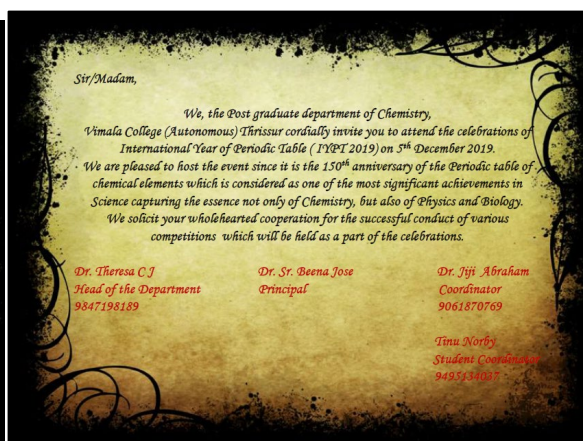 Sir/Madam,
We, the Post graduate department of Chemistry,
Vimala College (Autonomous) Thrissur cordially invite you to attend the celebrations of
International Year of Periodic Table ( IYPT 2019) on 5th December 2019.
We are pleased to host the event since it is the 150th anniversary of the Periodic table of
chemical elements which is considered as one of the most significant achievements in
Science capturing the essence not only of Chemistry, but also of Physics and Biology.
We solicit your wholehearted cooperation for the successful conduct of various
competitions which will be held as a part of the celebrations.
Dr. Theresa C J Dr. Sr. Beena Jose Dr. Jiji Abraham
Head of the Department Principal Coordinator
9847198189 9061870769
Tinu Norby
Student Coordinator
9495134037